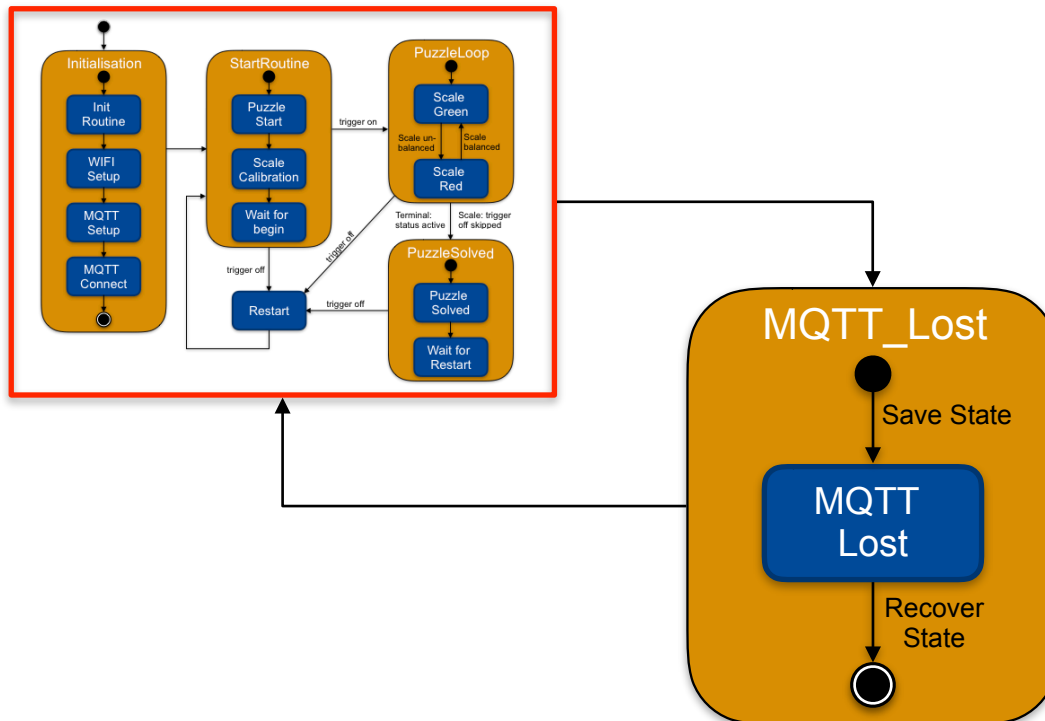 Initialisation
Init
Routine
WIFI
Setup
MQTT
Setup
MQTT
Connect
StartRoutine
Puzzle
Start
Scale
Calibration
Wait for
begin
trigger on
trigger off
Restart
PuzzleLoop
Scale
Green
Scale un-
balanced
Scale
balanced
Scale
Red
trigger off
Terminal:
status active
Scale: trigger
off skipped
PuzzleSolved
Puzzle
Solved
Wait for
Restart
trigger off
MQTT_Lost
Save State
MQTT
Lost
Recover
State